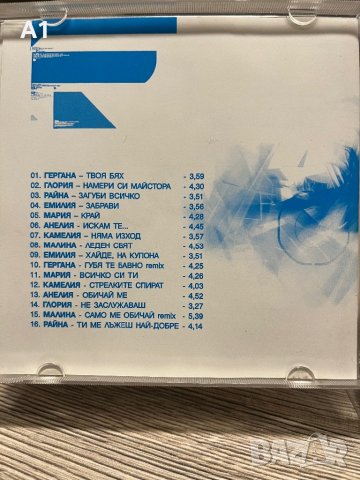 A1
01. ГЕРГАНА – ТВОЯ БЯХ - 3,59
02. ГЛОРИЯ – НАМЕРИ СИ МАЙСТОРА - 4,30
03. РАЙНА – ЗАГУБИ ВСИЧКО - 3,51
04. ЕМИЛИЯ – ЗАБРАВИ - 3,56
05. МАРИЯ – КРАЙ - 4,28
06. АНЕЛИЯ - ИСКАМ ТЕ... - 4,45
07. КАМЕЛИЯ – НЯМА ИЗХОД - 3,57
08. МАЛИНА - ЛЕДЕН СВЯТ - 4,53
09. ЕМИЛИЯ – ХАЙДЕ, НА КУПОНА - 3,51
10. ГЕРГАНА - ГУБЯ ТЕ БАВНО remix - 4,25
11. МАРИЯ - ВСИЧКО СИ ТИ - 4,26
12. КАМЕЛИЯ - СТРЕЛКИТЕ СПИРАТ - 4,03
13. АНЕЛИЯ - ОБИЧАЙ МЕ - 4,52
14. ГЛОРИЯ - НЕ ЗАСЛУЖАВАШ - 3,27
15. МАЛИНА - САМО МЕ ОБИЧАЙ remix - 5,39
16. РАЙНА - ТИ МЕ ЛЪЖЕШ НАЙ-ДОБРЕ - 4,14
BAZAR